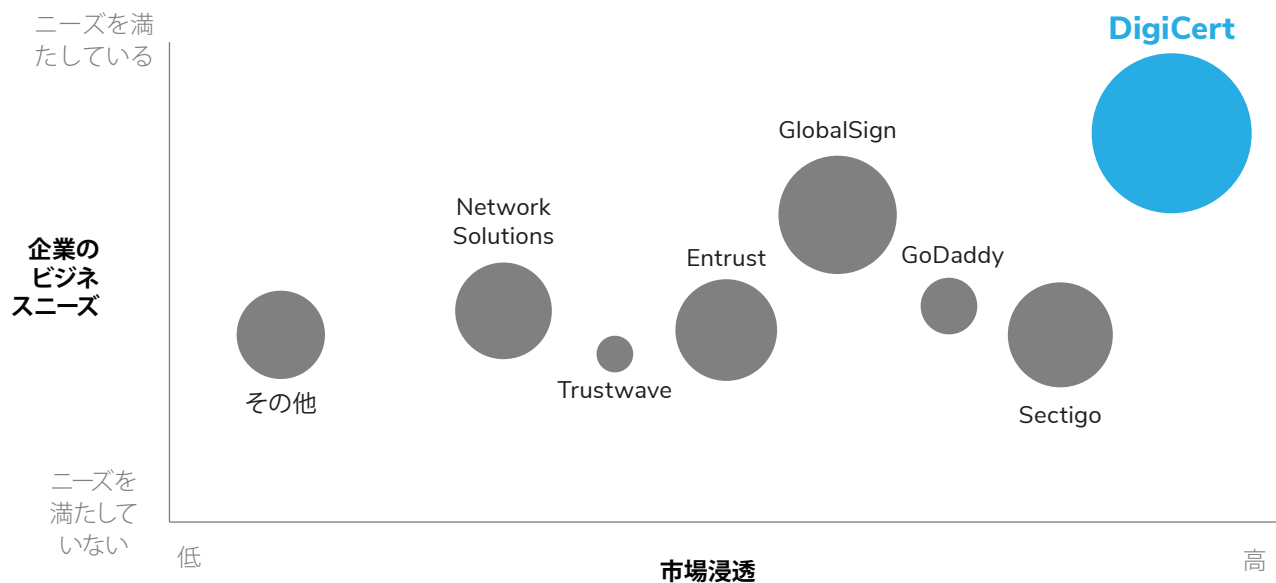 ニーズを満
たしている
DigiCert
GlobalSign
Network
Solutions
企業の
ビジネ
スニーズ
Entrust
GoDaddy
Trustwave
その他
Sectigo
ニーズを
満たして
いない
低
市場浸透
高